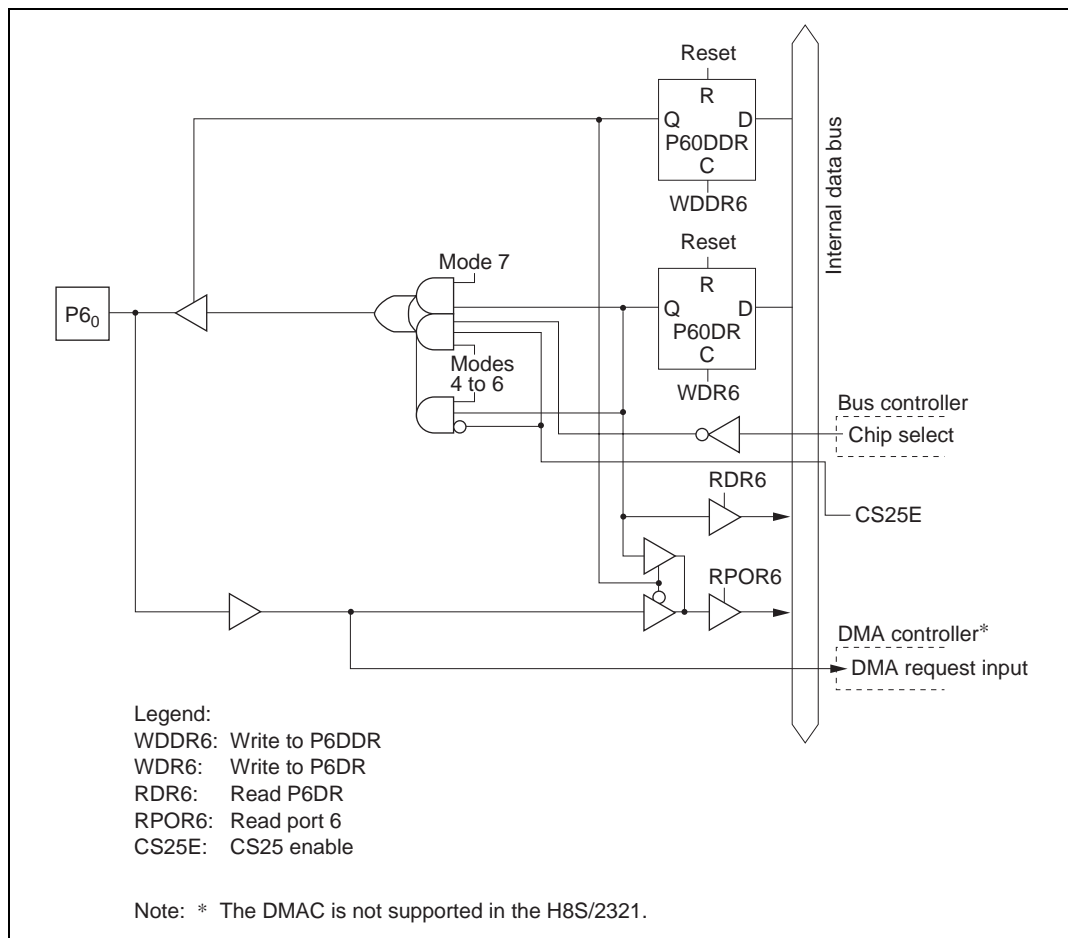 Reset
R
Q D
P60DDR
C
WDDR6
Internal data bus
Reset
R
Q D
P60DR
C
WDR6
Mode 7
P6₀
Modes
4 to 6
Bus controller
Chip select
RDR6
CS25E
RPOR6
DMA controller*
DMA request input
Legend:
WDDR6: Write to P6DDR
WDR6: Write to P6DR
RDR6: Read P6DR
RPOR6: Read port 6
CS25E: CS25 enable
Note: * The DMAC is not supported in the H8S/2321.